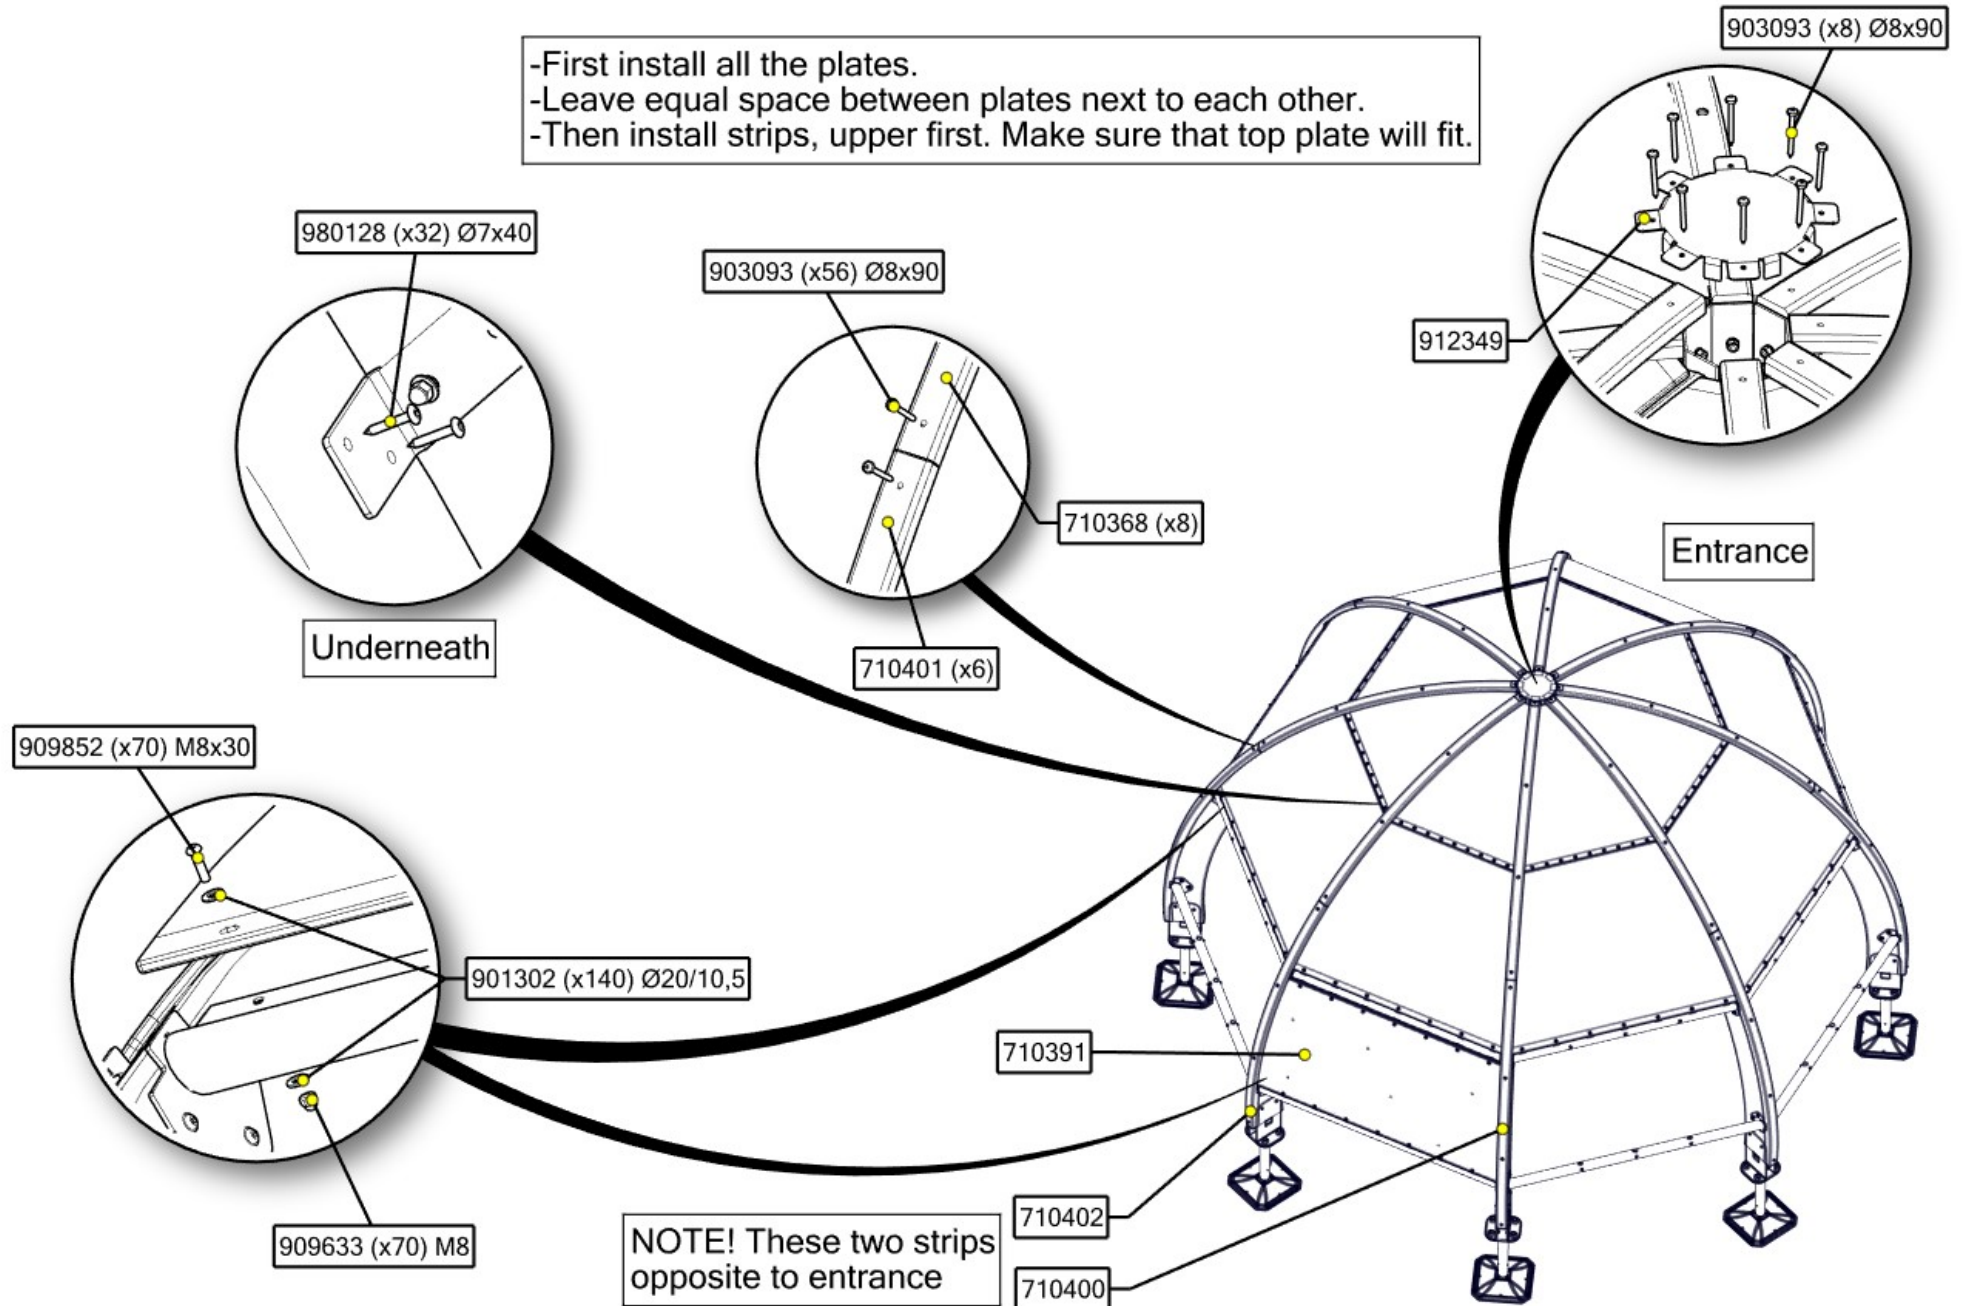 903093 (x8) Ø8x90
-First install all the plates.
-Leave equal space between plates next to each other.
-Then install strips, upper first. Make sure that top plate will fit.
980128 (x32) Ø7x40
903093 (x56) Ø8x90
912349
710368 (x8)
Entrance
Underneath
710401 (x6)
909852 (x70) M8x30
901302 (x140) Ø20/10,5
710391
710402
909633 (x70) M8
NOTE! These two strips
opposite to entrance
710400